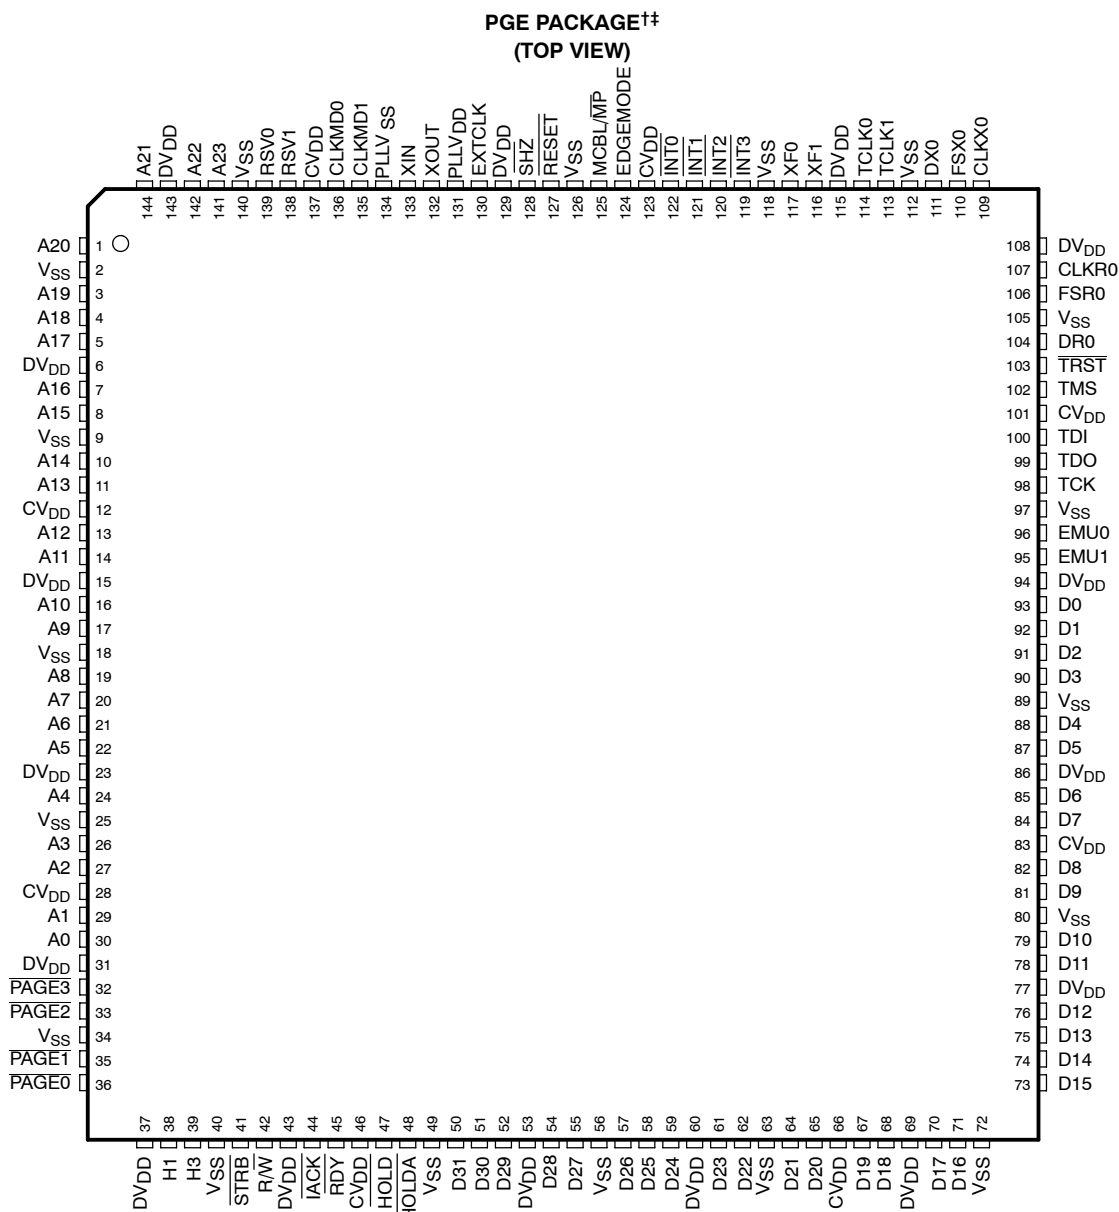 PGE PACKAGE†‡
(TOP VIEW)
A21
DVDD
A22
A23
VSS
RSV0
RSV1
CVDD
CLKMD0
CLKMD1
PLLV SS
XIN
XOUT
PLLVDD
EXTCLK
DVDD
SHZ
RESET
VSS
MCBL/MP
EDGEMODE
CVDD
INT0
INT1
INT2
INT3
VSS
XF0
XF1
DVDD
TCLK0
TCLK1
VSS
DX0
FSX0
CLKX0
144
143
142
141
140
139
138
137
136
135
134
133
132
131
130
129
128
127
126
125
124
123
122
121
120
119
118
117
116
115
114
113
112
111
110
109
A20 1
VSS 2
A19 3
A18 4
A17 5
DVDD 6
A16 7
A15 8
VSS 9
A14 10
A13 11
CVDD 12
A12 13
A11 14
DVDD 15
A10 16
A9 17
VSS 18
A8 19
A7 20
A6 21
A5 22
DVDD 23
A4 24
VSS 25
A3 26
A2 27
CVDD 28
A1 29
A0 30
DVDD 31
PAGE3 32
PAGE2 33
VSS 34
PAGE1 35
PAGE0 36
108 DVDD
107 CLKR0
106 FSR0
105 VSS
104 DR0
103 TRST
102 TMS
101 CVDD
100 TDI
99 TDO
98 TCK
97 VSS
96 EMU0
95 EMU1
94 DVDD
93 D0
92 D1
91 D2
90 D3
89 VSS
88 D4
87 D5
86 DVDD
85 D6
84 D7
83 CVDD
82 D8
81 D9
80 VSS
79 D10
78 D11
77 DVDD
76 D12
75 D13
74 D14
73 D15
37
38
39
40
41
42
43
44
45
46
47
48
49
50
51
52
53
54
55
56
57
58
59
60
61
62
63
64
65
66
67
68
69
70
71
72
DVDD
H1
H3
VSS
STRB
R/W
DVDD
IACK
RDY
CVDD
HOLD
HOLDA
VSS
D31
D30
D29
DVDD
D28
D27
VSS
D26
D25
D24
DVDD
D23
D22
VSS
D21
D20
CVDD
D19
D18
DVDD
D17
D16
VSS